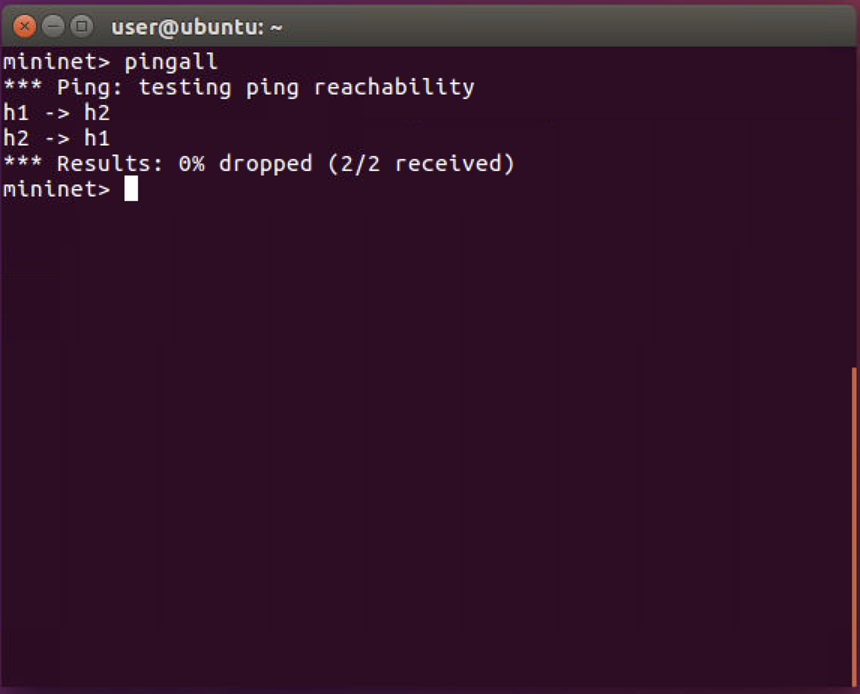 user@ubuntu: ~
mininet> pingall
*** Ping: testing ping reachability
h1 -> h2
h2 -> h1
*** Results: 0% dropped (2/2 received)
mininet>